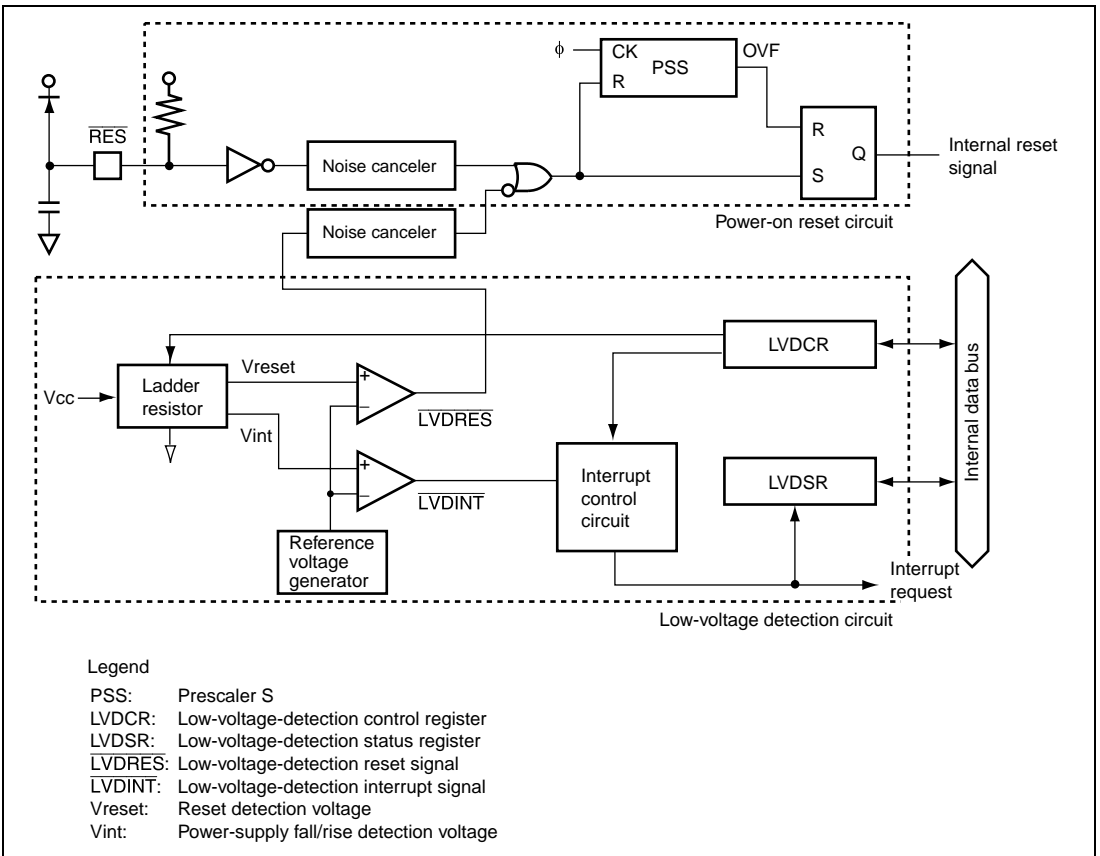 φ
CK
PSS
R
OVF
R
Q
S
Internal reset
signal
RES
Noise canceler
Noise canceler
Power-on reset circuit
LVDCR
Vcc
Ladder
resistor
Vreset
Vint
+
–
LVDRES
+
–
LVDINT
Reference
voltage
generator
Interrupt
control
circuit
LVDSR
Internal data bus
Interrupt
request
Low-voltage detection circuit
Legend
PSS: Prescaler S
LVDCR: Low-voltage-detection control register
LVDSR: Low-voltage-detection status register
LVDRES: Low-voltage-detection reset signal
LVDINT: Low-voltage-detection interrupt signal
Vreset: Reset detection voltage
Vint: Power-supply fall/rise detection voltage